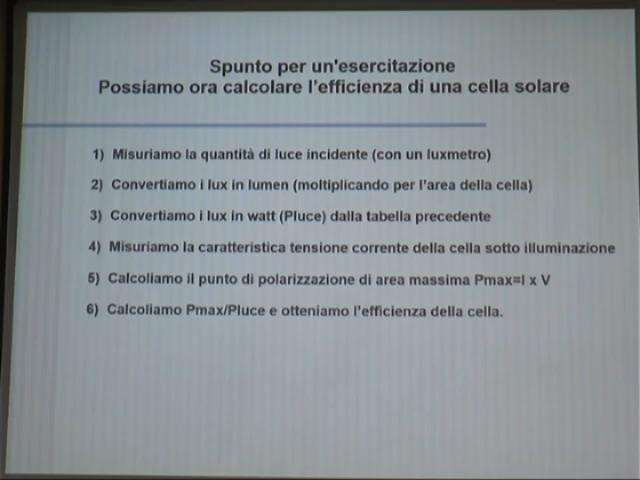 Spunto per un'esercitazione
Possiamo ora calcolare l'efficienza di una cella solare
1) Misuriamo la quantità di luce incidente (con un luxmetro)
2) Convertiamo i lux in lumen (moltiplicando per l'area della cella)
3) Convertiamo i lux in watt (Pluce) dalla tabella precedente
4) Misuriamo la caratteristica tensione corrente della cella sotto illuminazione
5) Calcoliamo il punto di polarizzazione di area massima Pmax=I x V
6) Calcoliamo Pmax/Pluce e otteniamo l'efficienza della cella.